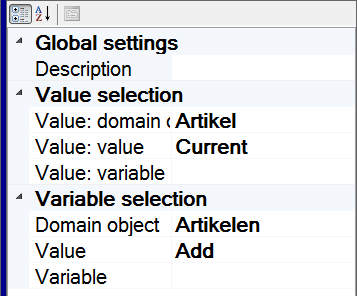 Global settings
Description
Value selection
Value: domain Artikel
Value: value Current
Value: variable
Variable selection
Domain object Artikelen
Value Add
Variable